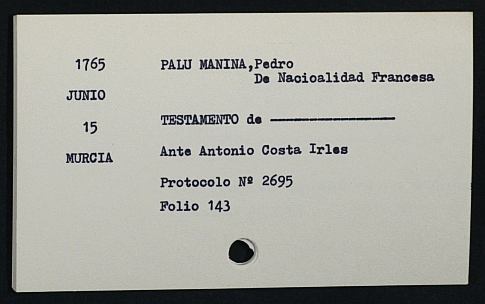 1765 PALU MANINA,Pedro
De Nacioalidad Francesa
JUNIO
15 TESTAMENTO de ----------------
MURCIA Ante Antonio Costa Irles
Protocolo Nº 2695
Folio 143